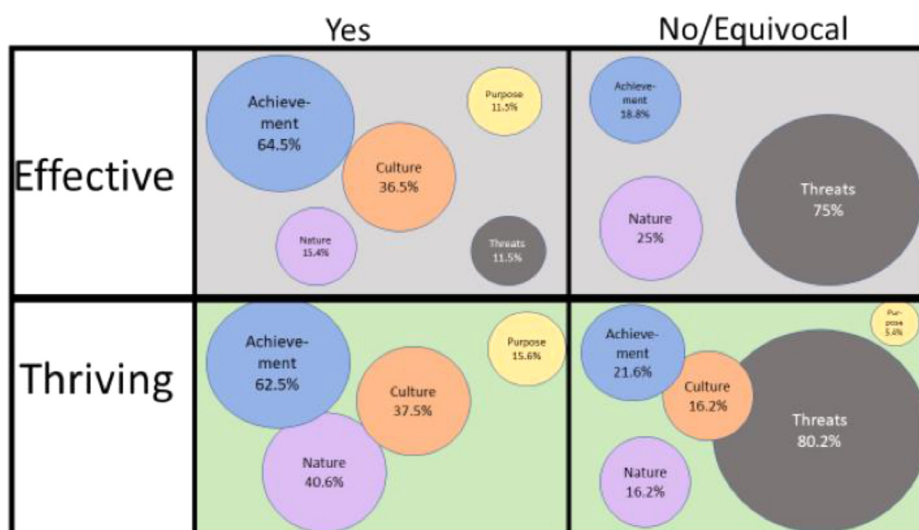 Yes
No/Equivocal
Effective
Achieve-
ment
64.5%
Purpose
11.5%
Culture
36.5%
Nature
15.4%
Threats
11.5%
Achieve-
ment
18.8%
Threats
75%
Nature
25%
Thriving
Achieve-
ment
62.5%
Purpose
15.6%
Culture
37.5%
Nature
40.6%
Achieve-
ment
21.6%
Pur-
pose
5.4%
Culture
16.2%
Threats
80.2%
Nature
16.2%